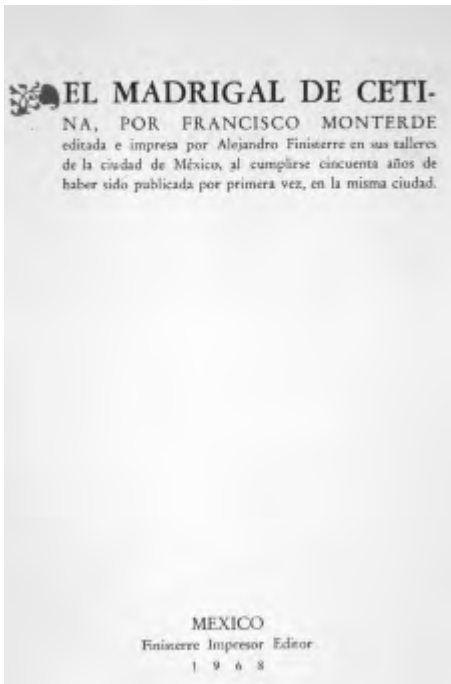 EL MADRIGAL DE CETI-
NA, POR FRANCISCO MONTERDE
editada e impresa por Alejandro Finisterre en sus talleres
de la ciudad de México, al cumplirse cincuenta años de
haber sido publicada por primera vez, en la misma ciudad.
MEXICO
Finisterre Impresor Editor
1 9 6 8